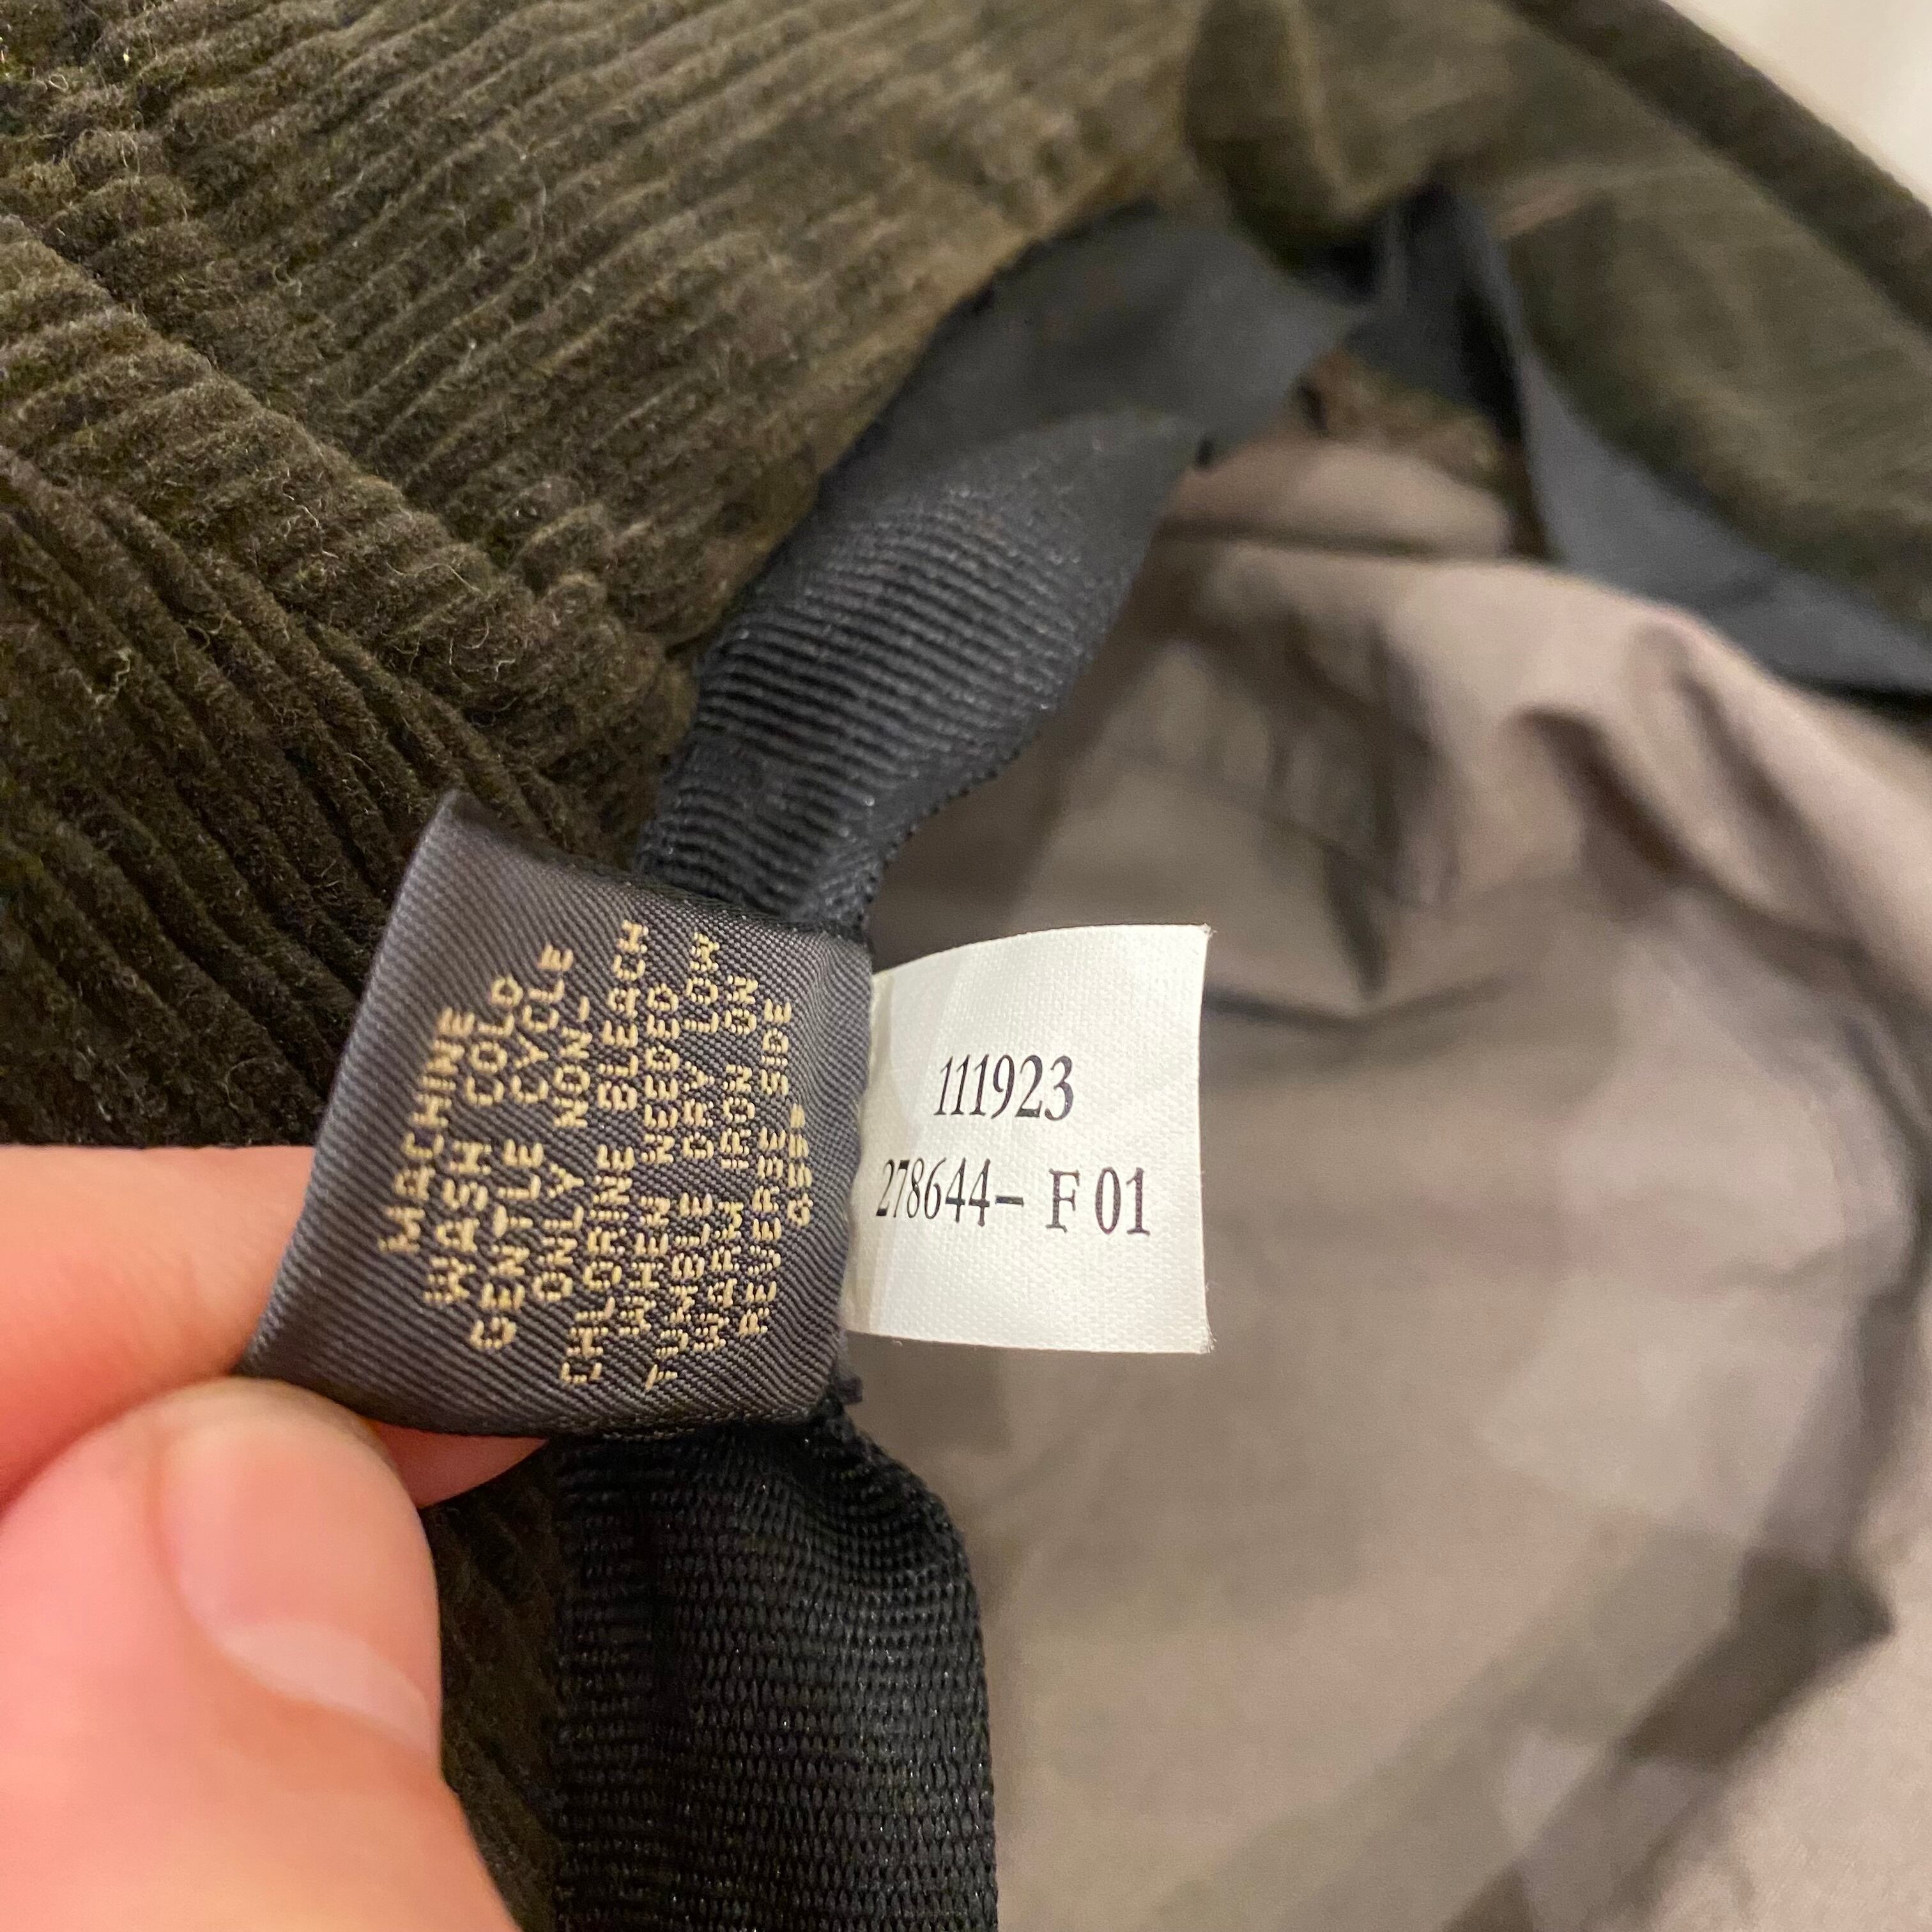 MACHINE
WASH COLD
GENTLE CYCLE
ONLY NON-
CHLORINE BLEACH
WHEN NEEDED
TUMBLE DRY LOW
WARM IRON ON
REVERSE SIDE
111923
278644- F 01